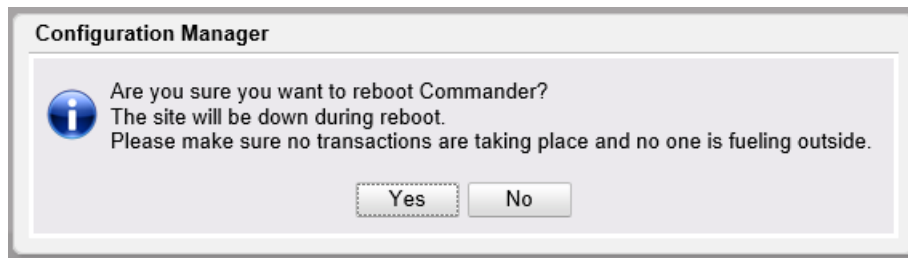 Configuration Manager
Are you sure you want to reboot Commander?
The site will be down during reboot.
Please make sure no transactions are taking place and no one is fueling outside.
Yes No